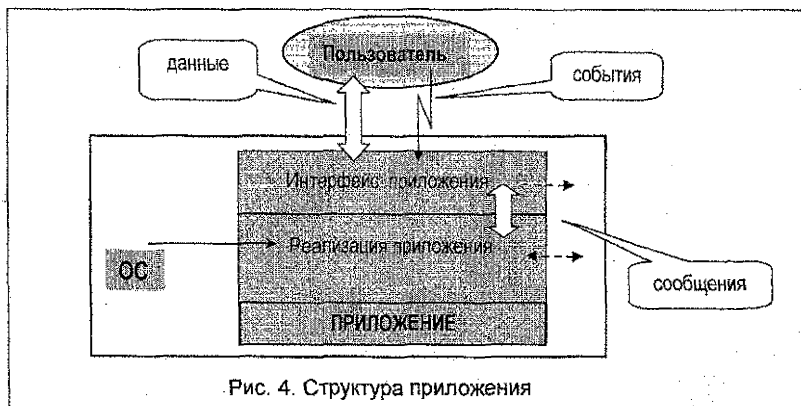 Пользователь
данные
события
Интерфейс приложения
Реализация приложения
ОС
сообщения
ПРИЛОЖЕНИЕ
Рис. 4. Структура приложения